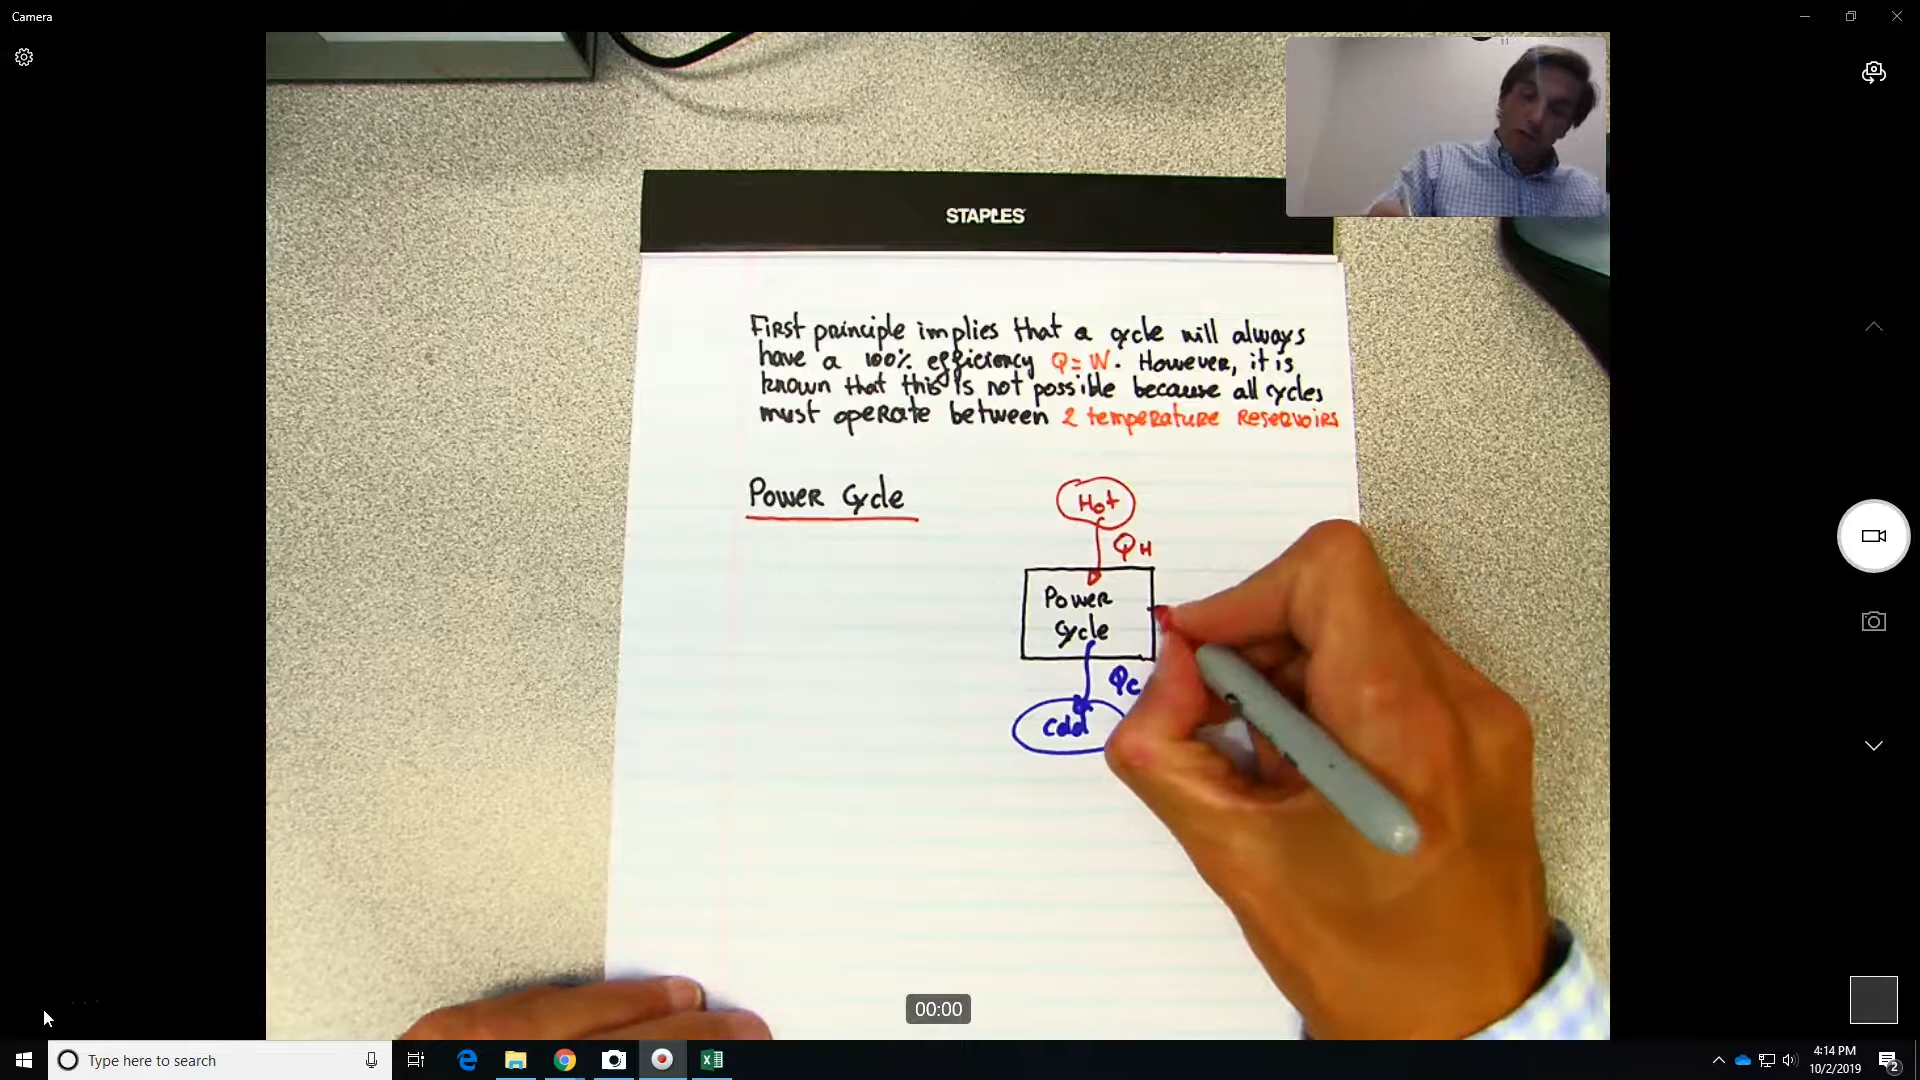 Camera
STAPLES
First principle implies that a cycle will always
have a 100% efficiency Q = W. However, it is
known that this is not possible because all cycles
must operate between 2 temperature reservoirs
Power Cycle
Hot
QH
Power
Cycle
Qc
Cold
00:00
Type here to search
4:14 PM
10/2/2019
2